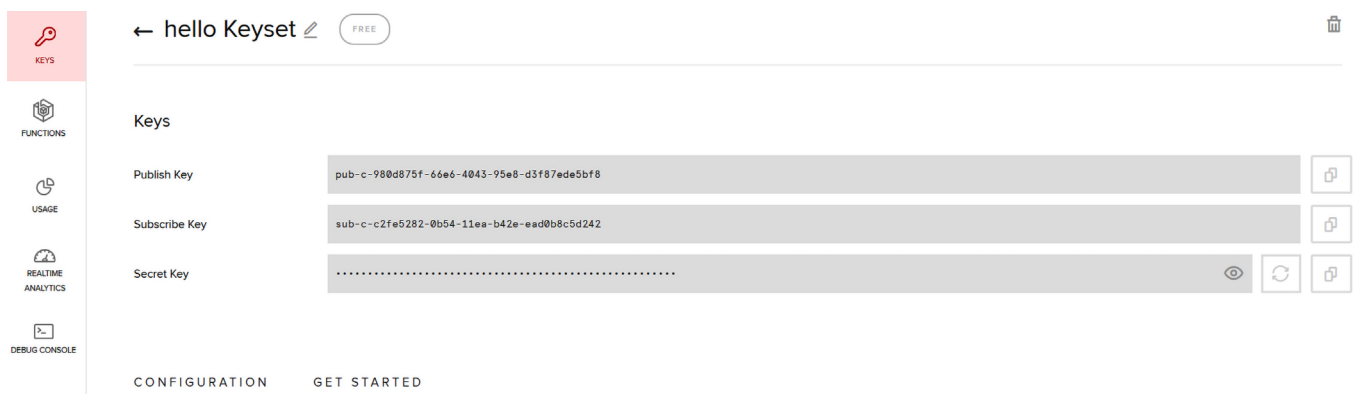 ← hello Keyset FREE
KEYS
FUNCTIONS
USAGE
REALTIME
ANALYTICS
DEBUG CONSOLE
Keys
Publish Key pub-c-980d875f-66e6-4043-95e8-d3f87ede5bf8
Subscribe Key sub-c-c2fe5282-0b54-11ea-b42e-ead0b8c5d242
Secret Key ••••••••••••••••••••••••••••••••••••••••••••••••••••••
CONFIGURATION GET STARTED